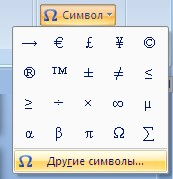 Ω Символ
→ € £ ¥ ©
® ™ ± ≠ ≤
≥ ÷ × ∞ µ
α β π Ω ∑
Ω Другие символы...